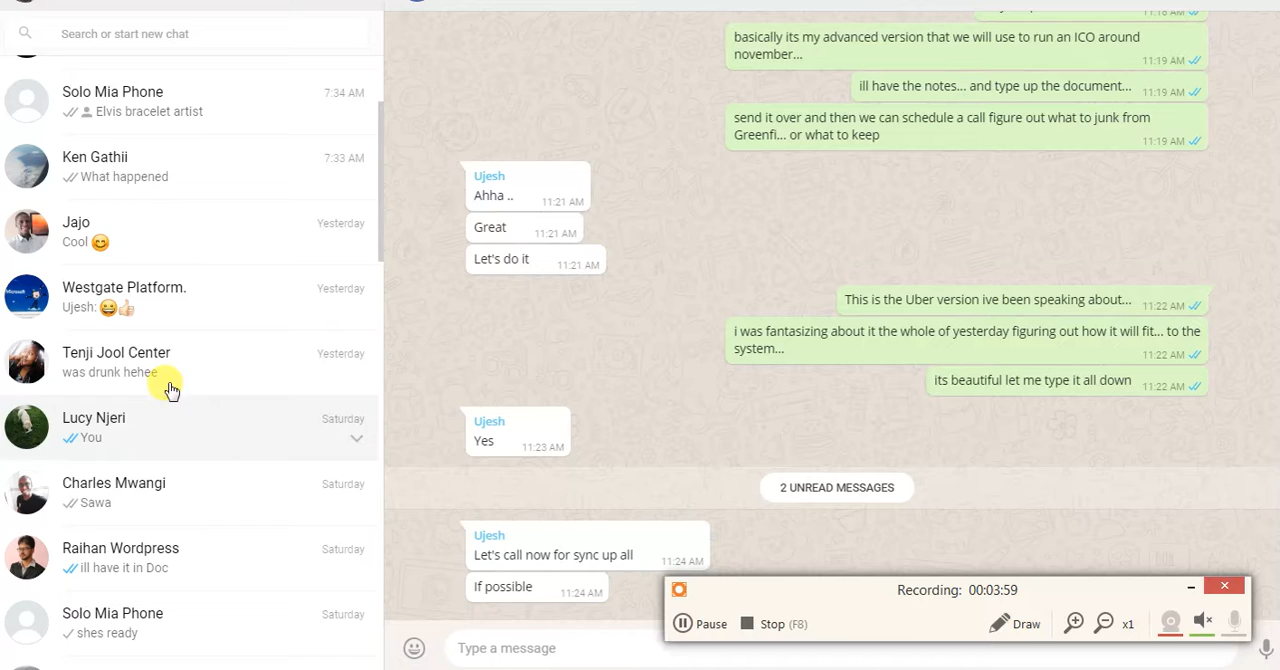 Search or start new chat
Solo Mia Phone
7:34 AM
Elvis bracelet artist
Ken Gathii
7:33 AM
What happened
Jajo
Yesterday
Cool 😊
Westgate Platform.
Yesterday
Ujesh: 😄👍
Tenji Jool Center
Yesterday
was drunk hehee
Lucy Njeri
Saturday
You
Charles Mwangi
Saturday
Sawa
Raihan Wordpress
Saturday
ill have it in Doc
Solo Mia Phone
Saturday
shes ready
11:18 AM
basically its my advanced version that we will use to run an ICO around
november...
11:19 AM
ill have the notes... and type up the document...
11:19 AM
send it over and then we can schedule a call figure out what to junk from
Greenfi... or what to keep
11:19 AM
Ujesh
Ahha ..
11:21 AM
Great
11:21 AM
Let's do it
11:21 AM
This is the Uber version ive been speaking about...
11:22 AM
i was fantasizing about it the whole of yesterday figuring out how it will fit... to the
system...
11:22 AM
its beautiful let me type it all down
11:22 AM
Ujesh
Yes
11:23 AM
2 UNREAD MESSAGES
Ujesh
Let's call now for sync up all
11:24 AM
If possible
11:24 AM
Recording: 00:03:59
Pause
Stop (F8)
Draw
x1
Type a message